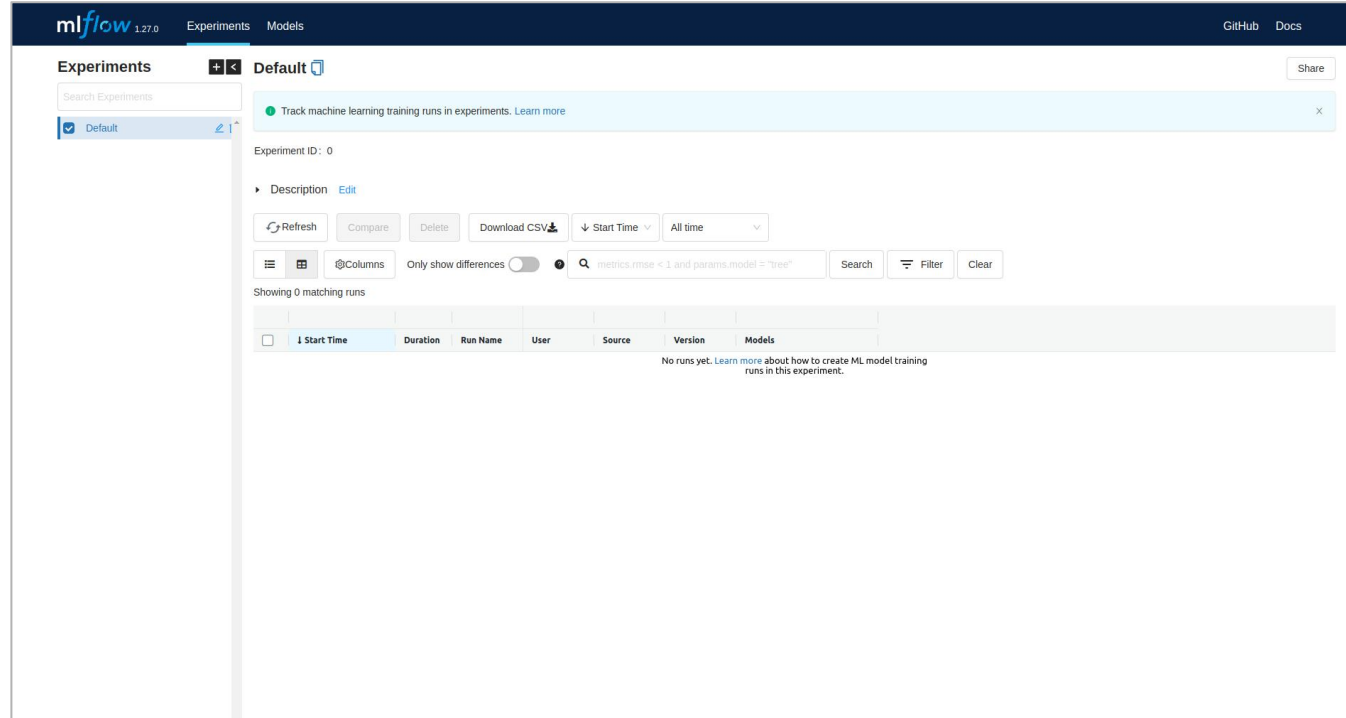 mlflow 1.27.0 Experiments Models GitHub Docs
Experiments + < Default Share
Search Experiments
Track machine learning training runs in experiments. Learn more
Default
Experiment ID: 0
Description Edit
Refresh Compare Delete Download CSV Start Time All time
Columns Only show differences metrics.rmse < 1 and params.model = "tree" Search Filter Clear
Showing 0 matching runs
↓ Start Time Duration Run Name User Source Version Models
No runs yet. Learn more about how to create ML model training
runs in this experiment.